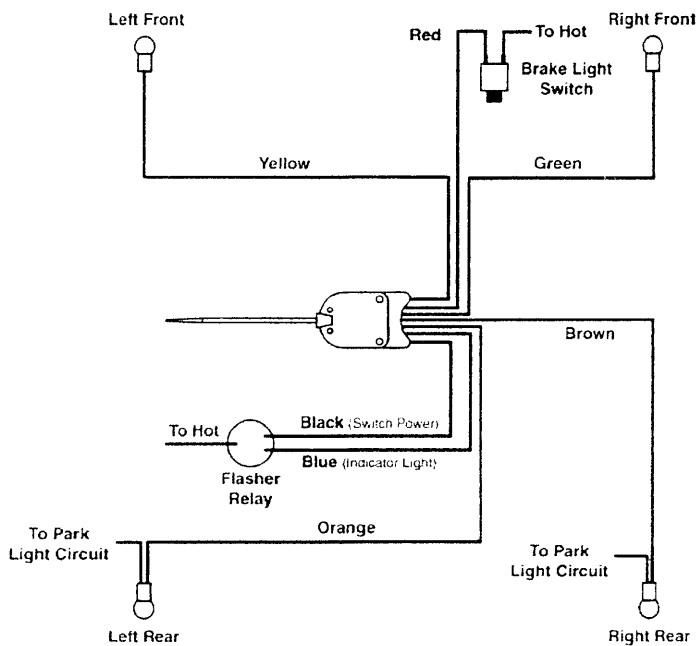 Left Front
Right Front
Red
To Hot
Brake Light
Switch
Yellow
Green
Brown
Black (Switch Power)
To Hot
Blue (Indicator Light)
Flasher
Relay
Orange
To Park
Light Circuit
To Park
Light Circuit
Left Rear
Right Rear